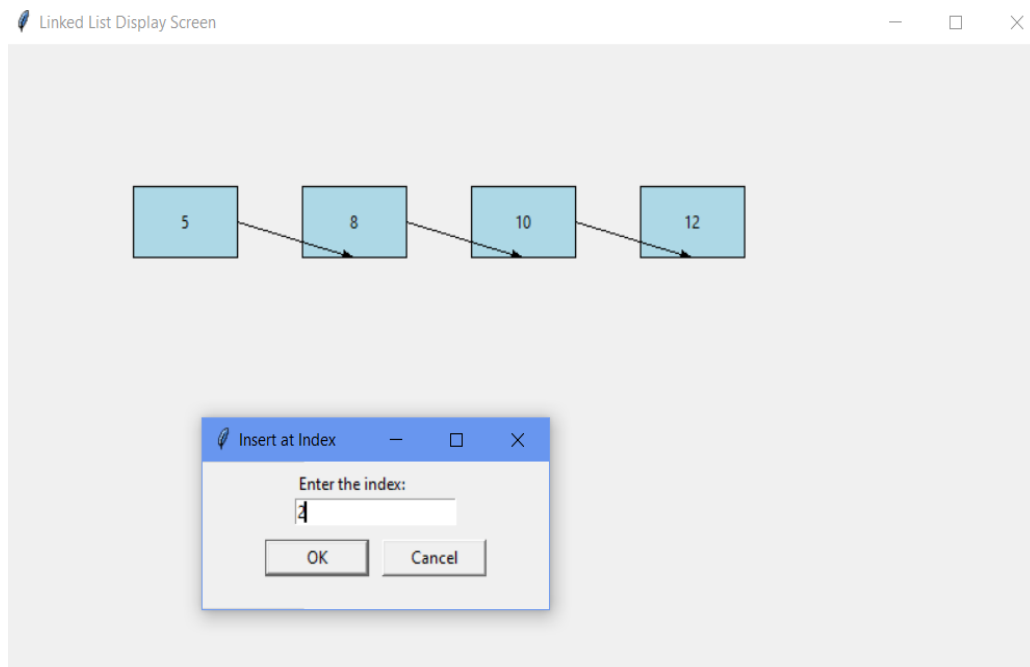 Linked List Display Screen
5 8 10 12
Insert at Index
Enter the index:
2
OK Cancel